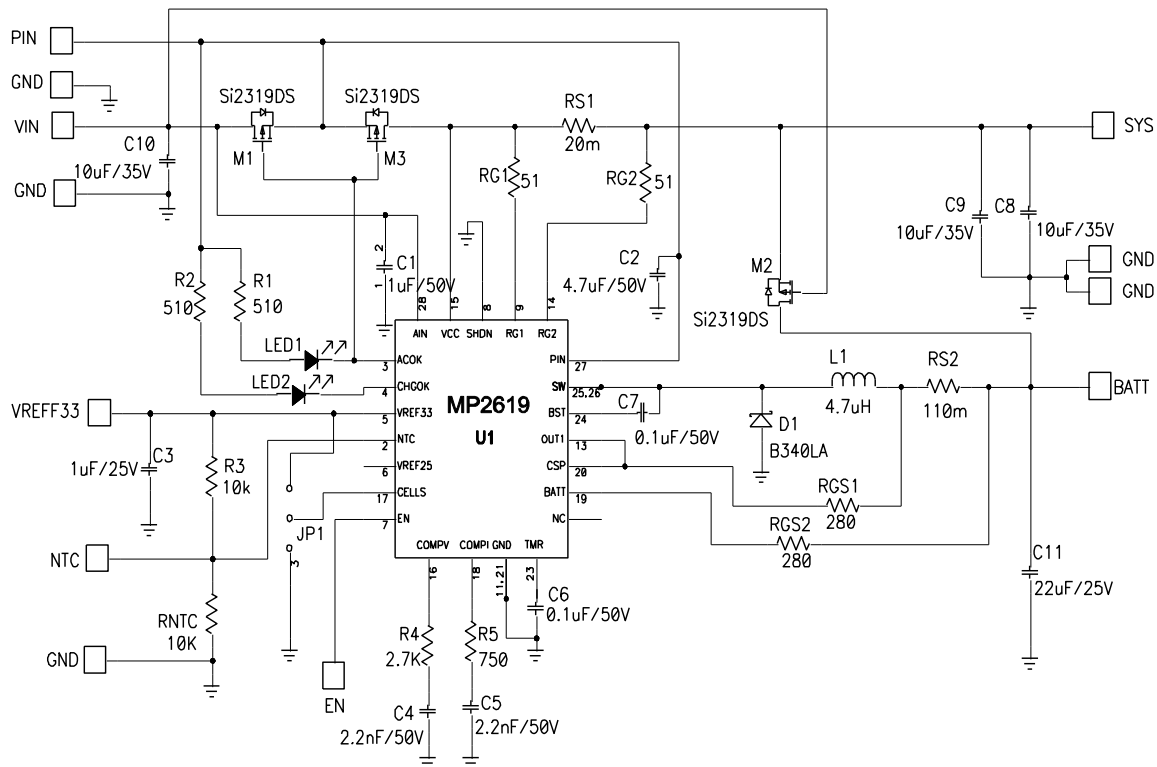 PIN
GND
Si2319DS
Si2319DS
RS1
VIN
SYS
C10
20m
M1
M3
10uF/35V
RG1
51
RG2
51
GND
C9
C8
10uF/35V
10uF/35V
2
C1
1uF/50V
1
C2
4.7uF/50V
M2
Si2319DS
GND
GND
R2
510
R1
510
28
15
8
9
14
AIN
VCC
SHDN
RG1
RG2
LED1
3
ACOK
PIN
27
LED2
4
CHGOK
SW
25,26
L1
4.7uH
RS2
110m
BATT
VREFF33
5
VREF33
MP2619
U1
BST
24
C7
0.1uF/50V
D1
B340LA
2
NTC
OUT1
13
1uF/25V
C3
R3
10k
6
VREF25
CSP
20
17
CELLS
BATT
19
RGS1
280
7
EN
NC
RGS2
280
JP1
3
COMPV
COMPI
GND
TMR
NTC
16
18
11,21
23
C6
0.1uF/50V
C11
22uF/25V
RNTC
10K
R4
2.7K
R5
750
GND
EN
C4
2.2nF/50V
C5
2.2nF/50V